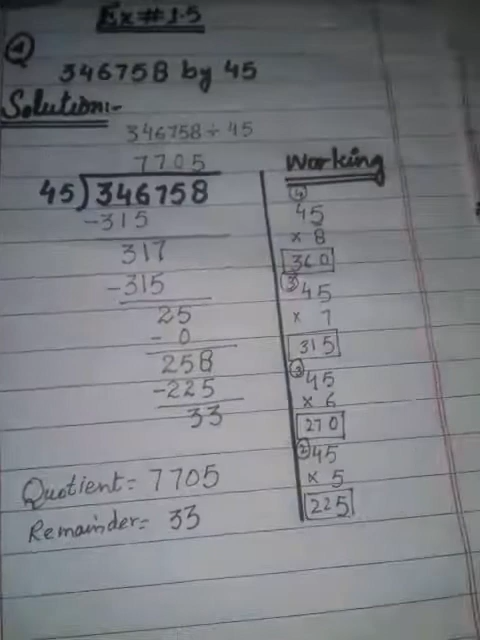 Ex # 1.5
4
346758 by 45
Solution:-
346758 ÷ 45
7705
45)346758
-315
317
-315
25
- 0
258
-225
33
Quotient = 7705
Remainder = 33
Working
④
45
x 8
360
③
45
x 7
315
③
45
x 6
270
②
45
x 5
225